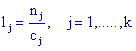 l_j = n_j / c_j,    j = 1,....., k